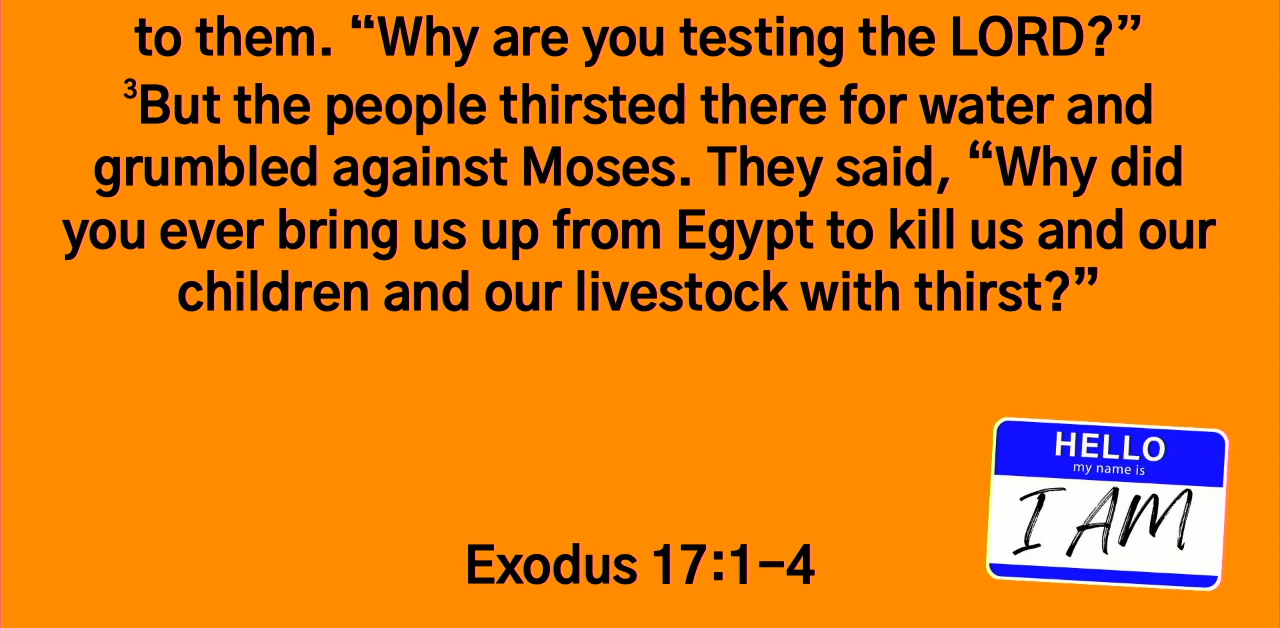 to them. “Why are you testing the LORD?”
³But the people thirsted there for water and
grumbled against Moses. They said, “Why did
you ever bring us up from Egypt to kill us and our
children and our livestock with thirst?”
HELLO
my name is
I AM
Exodus 17:1–4